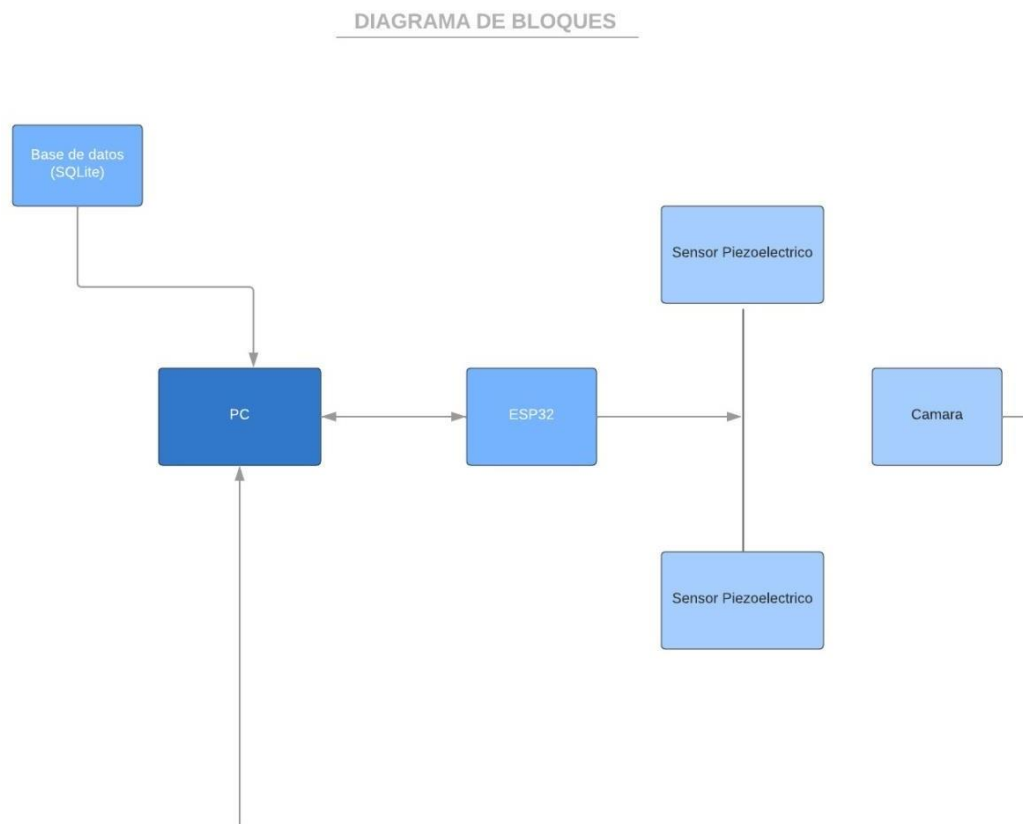 DIAGRAMA DE BLOQUES
Base de datos
(SQLite)
Sensor Piezoelectrico
PC
ESP32
Camara
Sensor Piezoelectrico